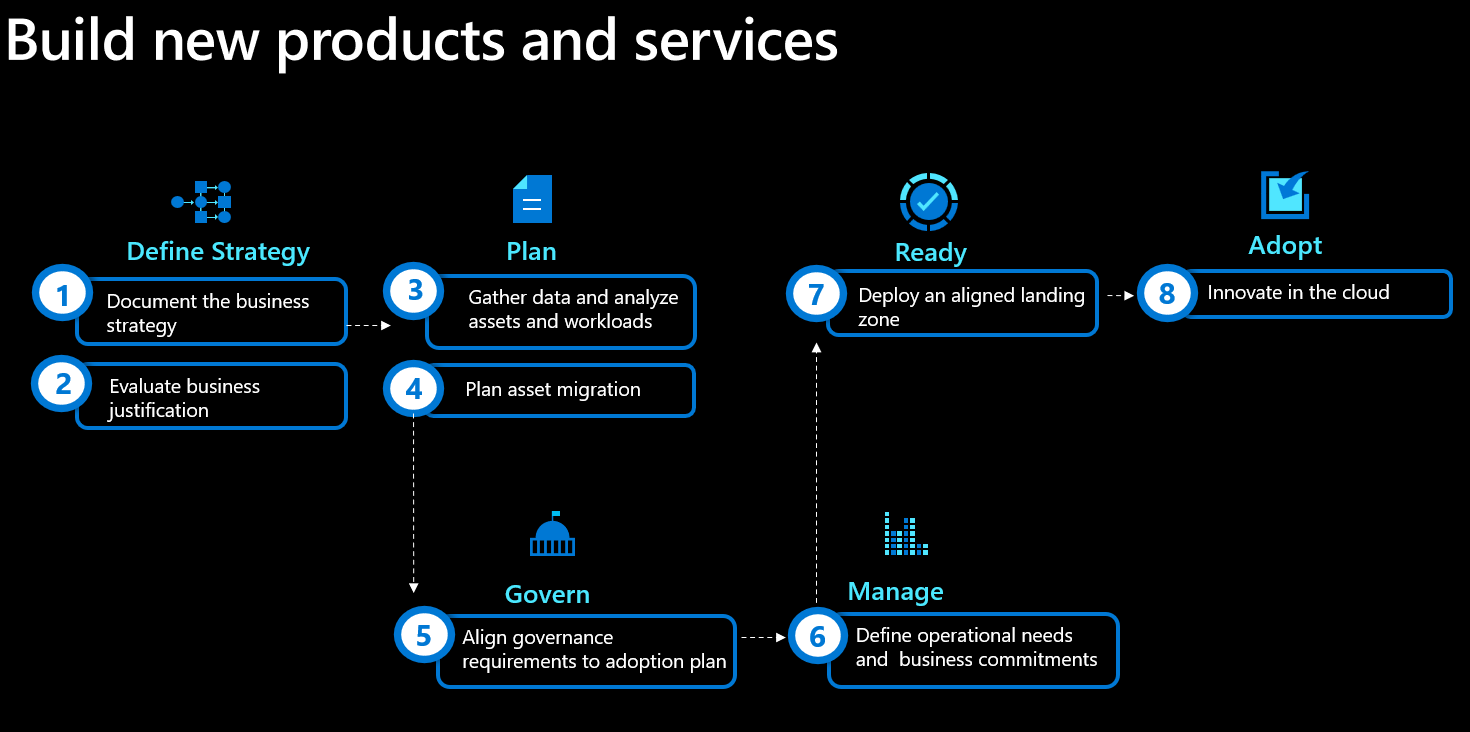 Build new products and services
Define Strategy
1
Document the business
strategy
2
Evaluate business
justification
Plan
3
Gather data and analyze
assets and workloads
4
Plan asset migration
Govern
5
Align governance
requirements to adoption plan
Manage
6
Define operational needs
and  business commitments
Ready
7
Deploy an aligned landing
zone
Adopt
8
Innovate in the cloud